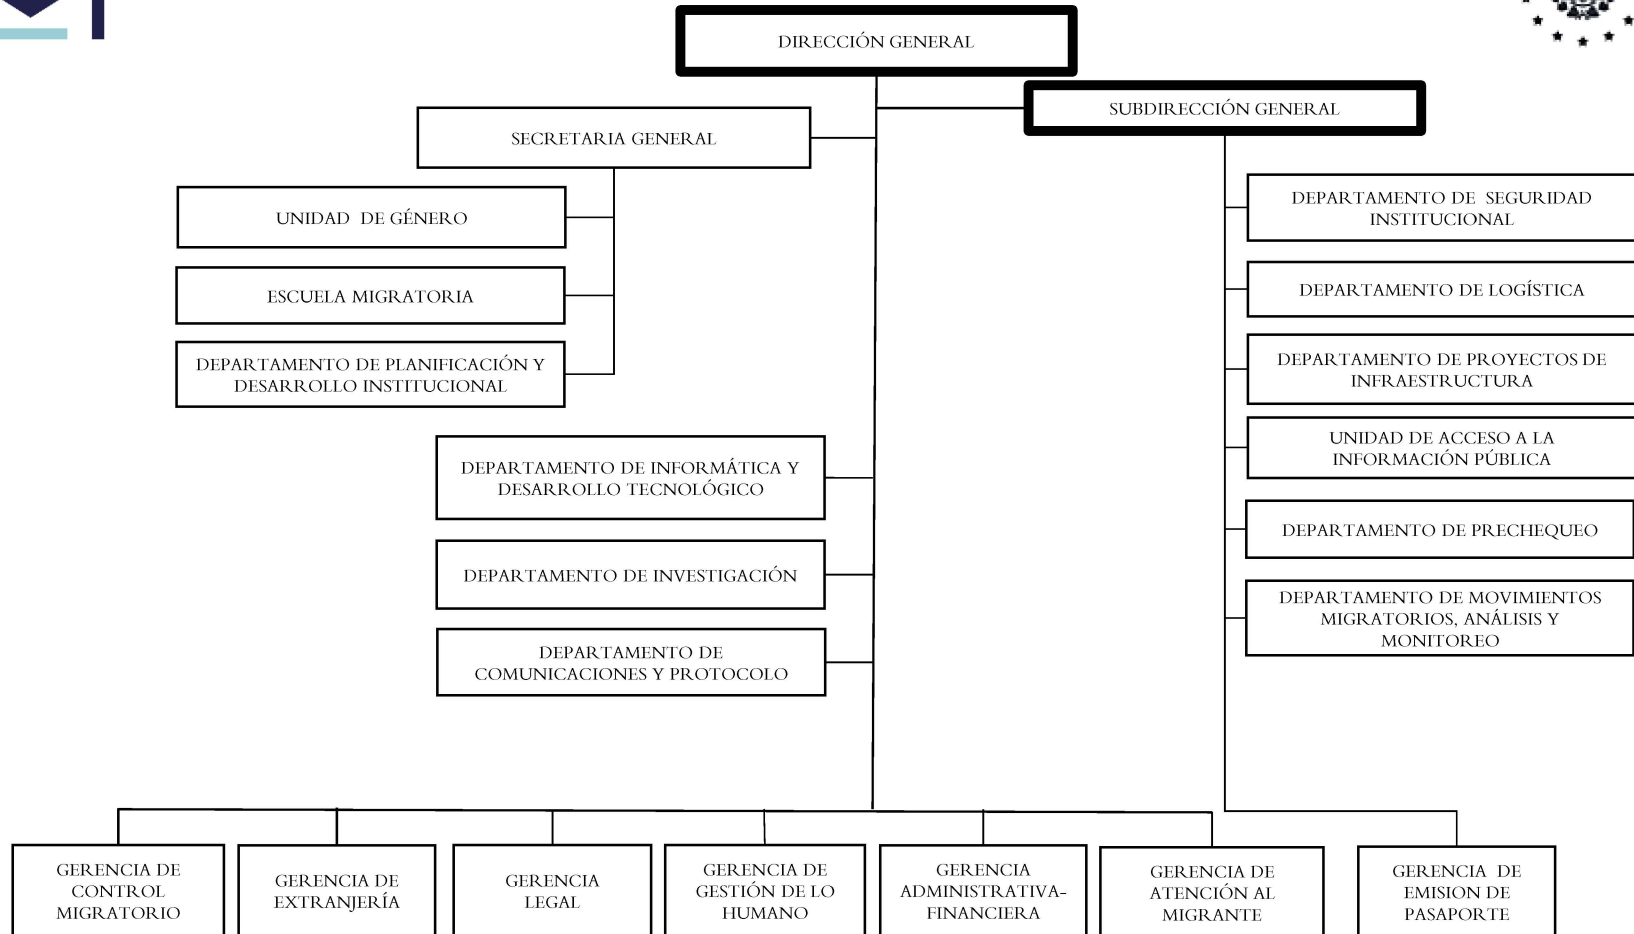 DIRECCIÓN GENERAL
SUBDIRECCIÓN GENERAL
SECRETARIA GENERAL
UNIDAD DE GÉNERO
ESCUELA MIGRATORIA
DEPARTAMENTO DE PLANIFICACIÓN Y
DESARROLLO INSTITUCIONAL
DEPARTAMENTO DE INFORMÁTICA Y
DESARROLLO TECNOLÓGICO
DEPARTAMENTO DE INVESTIGACIÓN
DEPARTAMENTO DE
COMUNICACIONES Y PROTOCOLO
DEPARTAMENTO DE SEGURIDAD
INSTITUCIONAL
DEPARTAMENTO DE LOGÍSTICA
DEPARTAMENTO DE PROYECTOS DE
INFRAESTRUCTURA
UNIDAD DE ACCESO A LA
INFORMACIÓN PÚBLICA
DEPARTAMENTO DE PRECHEQUEO
DEPARTAMENTO DE MOVIMIENTOS
MIGRATORIOS, ANÁLISIS Y
MONITOREO
GERENCIA DE
CONTROL
MIGRATORIO
GERENCIA DE
EXTRANJERÍA
GERENCIA
LEGAL
GERENCIA DE
GESTIÓN DE LO
HUMANO
GERENCIA
ADMINISTRATIVA-
FINANCIERA
GERENCIA DE
ATENCIÓN AL
MIGRANTE
GERENCIA DE
EMISION DE
PASAPORTE